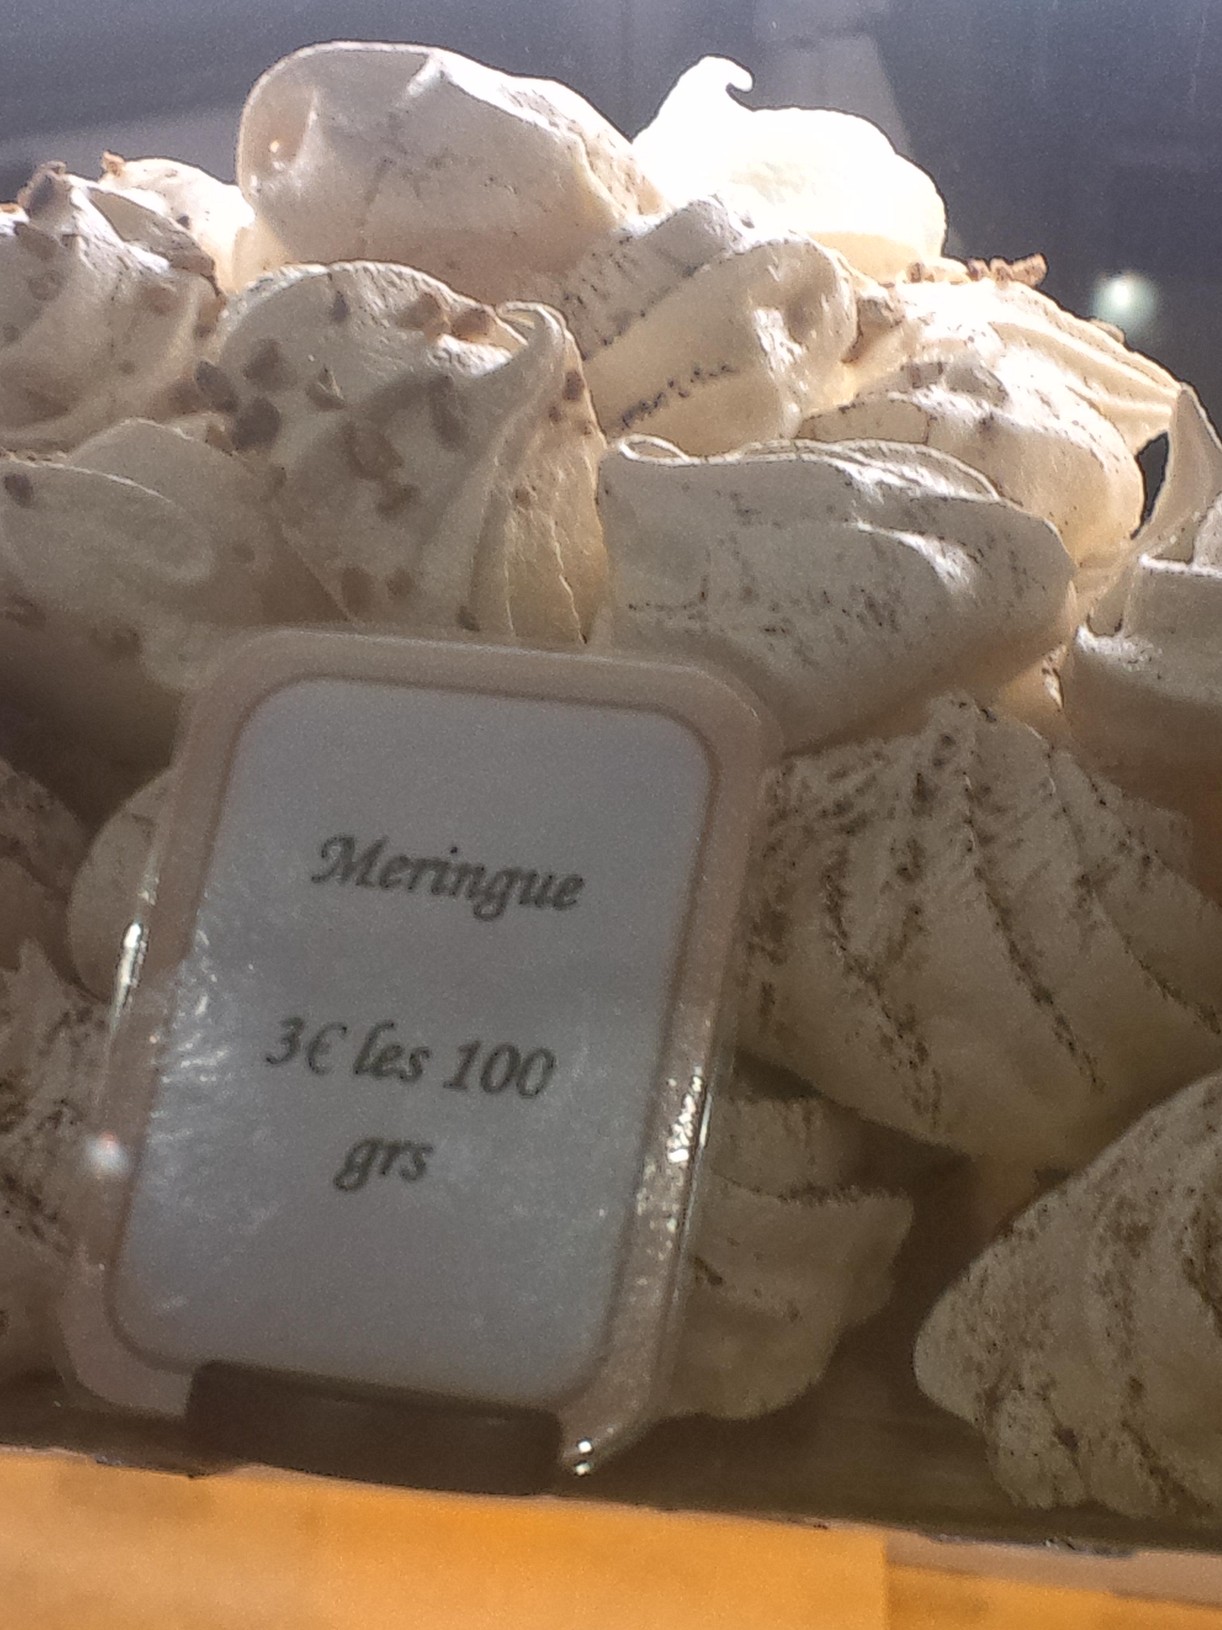 Meringue
3€ les 100
grs